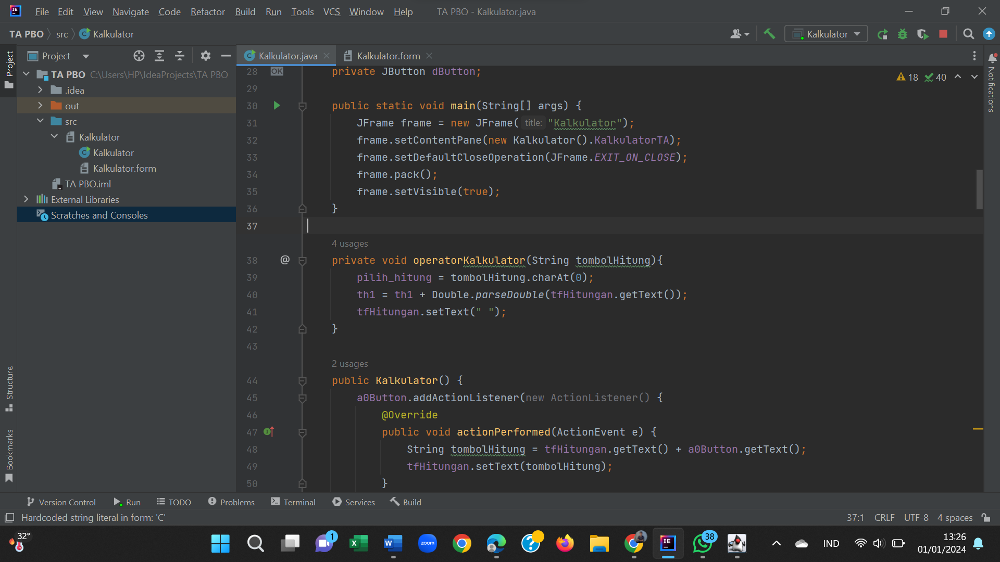 File Edit View Navigate Code Refactor Build Run Tools VCS Window Help TA PBO - Kalkulator.java
TA PBO src Kalkulator Kalkulator
Project Kalkulator.java Kalkulator.form
TA PBO C:\Users\HP\IdeaProjects\TA PBO
.idea
out
src
Kalkulator
Kalkulator
Kalkulator.form
TA PBO.iml
External Libraries
Scratches and Consoles
Project
Structure
Bookmarks
18 40
Notifications
28 OK private JButton dButton;
29
30 public static void main(String[] args) {
31 JFrame frame = new JFrame( title: "Kalkulator");
32 frame.setContentPane(new Kalkulator().KalkulatorTA);
33 frame.setDefaultCloseOperation(JFrame.EXIT_ON_CLOSE);
34 frame.pack();
35 frame.setVisible(true);
36 }
37
4 usages
38 @ private void operatorKalkulator(String tombolHitung){
39 pilih_hitung = tombolHitung.charAt(0);
40 th1 = th1 + Double.parseDouble(tfHitungan.getText());
41 tfHitungan.setText(" ");
42 }
43
2 usages
44 public Kalkulator() {
45 a0Button.addActionListener(new ActionListener() {
46 @Override
47 public void actionPerformed(ActionEvent e) {
48 String tombolHitung = tfHitungan.getText() + a0Button.getText();
49 tfHitungan.setText(tombolHitung);
50 }
Version Control Run TODO Problems Terminal Services Build
Hardcoded string literal in form: 'C' 37:1 CRLF UTF-8 4 spaces
32° 1 zoom 38 IND 13:26
01/01/2024